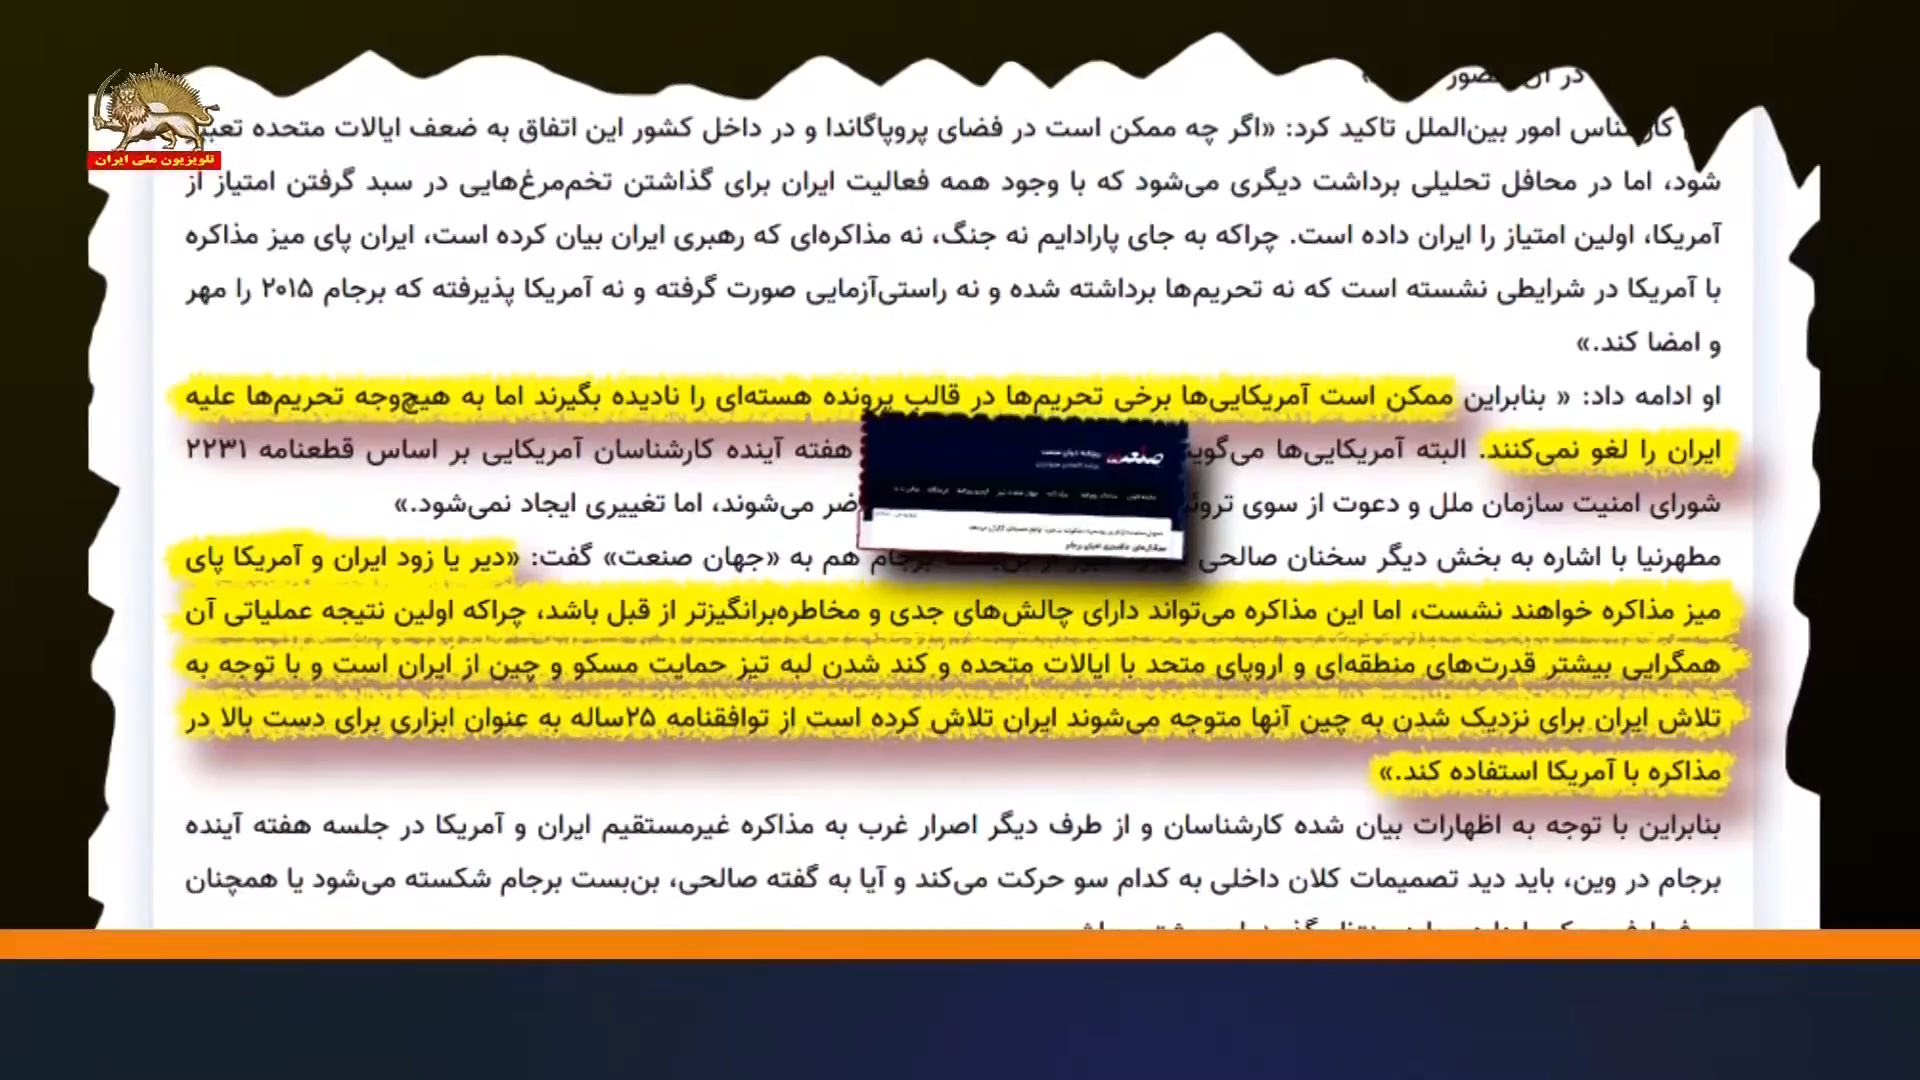 در آن
کارشناس امور بین‌الملل تاکید کرد: «اگر چه ممکن است در فضای پروپاگاندا و در داخل کشور این اتفاق به ضعف ایالات متحده تعبیر
شود، اما در محافل تحلیلی برداشت دیگری می‌شود که با وجود همه فعالیت ایران برای گذاشتن تخم‌مرغ‌هایی در سبد گرفتن امتیاز از
آمریکا، اولین امتیاز را ایران داده است. چراکه به جای پارادایم نه جنگ، نه مذاکره‌ای که رهبری ایران بیان کرده است، ایران پای میز مذاکره
با آمریکا در شرایطی نشسته است که نه تحریم‌ها برداشته شده و نه راستی‌آزمایی صورت گرفته و نه آمریکا پذیرفته که برجام ۲۰۱۵ را مهر
و امضا کند.»
او ادامه داد: « بنابراین ممکن است آمریکایی‌ها برخی تحریم‌ها در قالب پرونده هسته‌ای را نادیده بگیرند اما به هیچ‌وجه تحریم‌ها علیه
ایران را لغو نمی‌کنند. البته آمریکایی‌ها هفته آینده کارشناسان آمریکایی بر اساس قطعنامه ۲۲۳۱
شورای امنیت سازمان ملل و دعوت از سوی می‌شوند، اما تغییری ایجاد نمی‌شود.»
مطهرنیا با اشاره به بخش دیگر سخنان صالحی برجام هم به «جهان صنعت» گفت: «دیر یا زود ایران و آمریکا پای
میز مذاکره خواهند نشست، اما این مذاکره می‌تواند دارای چالش‌های جدی و مخاطره‌برانگیزتر از قبل باشد، چراکه اولین نتیجه عملیاتی آن
همگرایی بیشتر قدرت‌های منطقه‌ای و اروپای متحد با ایالات متحده و کند شدن لبه تیز حمایت مسکو و چین از ایران است و با توجه به
تلاش ایران برای نزدیک شدن به چین آنها متوجه می‌شوند ایران تلاش کرده است از توافقنامه ۲۵ساله به عنوان ابزاری برای دست بالا در
مذاکره با آمریکا استفاده کند.»
بنابراین با توجه به اظهارات بیان شده کارشناسان و از طرف دیگر اصرار غرب به مذاکره غیرمستقیم ایران و آمریکا در جلسه هفته آینده
برجام در وین، باید دید تصمیمات کلان داخلی به کدام سو حرکت می‌کند و آیا به گفته صالحی، بن‌بست برجام شکسته می‌شود یا همچنان
تلویزیون ملی ایران
صنعت